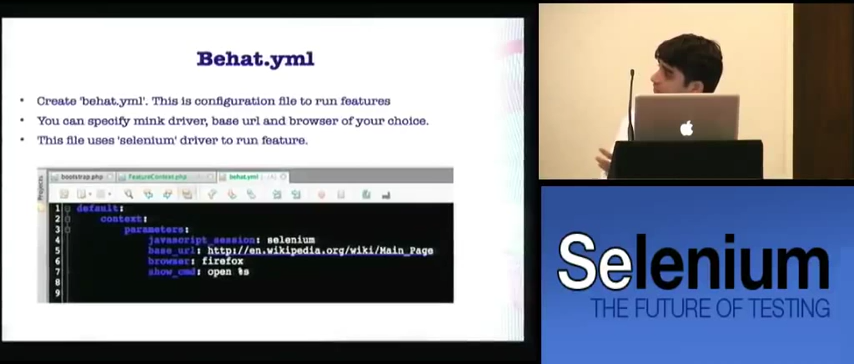 Behat.yml
• Create 'behat.yml'. This is configuration file to run features
• You can specify mink driver, base url and browser of your choice.
• This file uses 'selenium' driver to run feature.
Projects
bootstrap.php
FeatureContext.php
behat.yml
1 default:
2 context:
3 parameters:
4 javascript_session: selenium
5 base_url: http://en.wikipedia.org/wiki/Main_Page
6 browser: firefox
7 show_cmd: open %s
8
9
Selenium
THE FUTURE OF TESTING